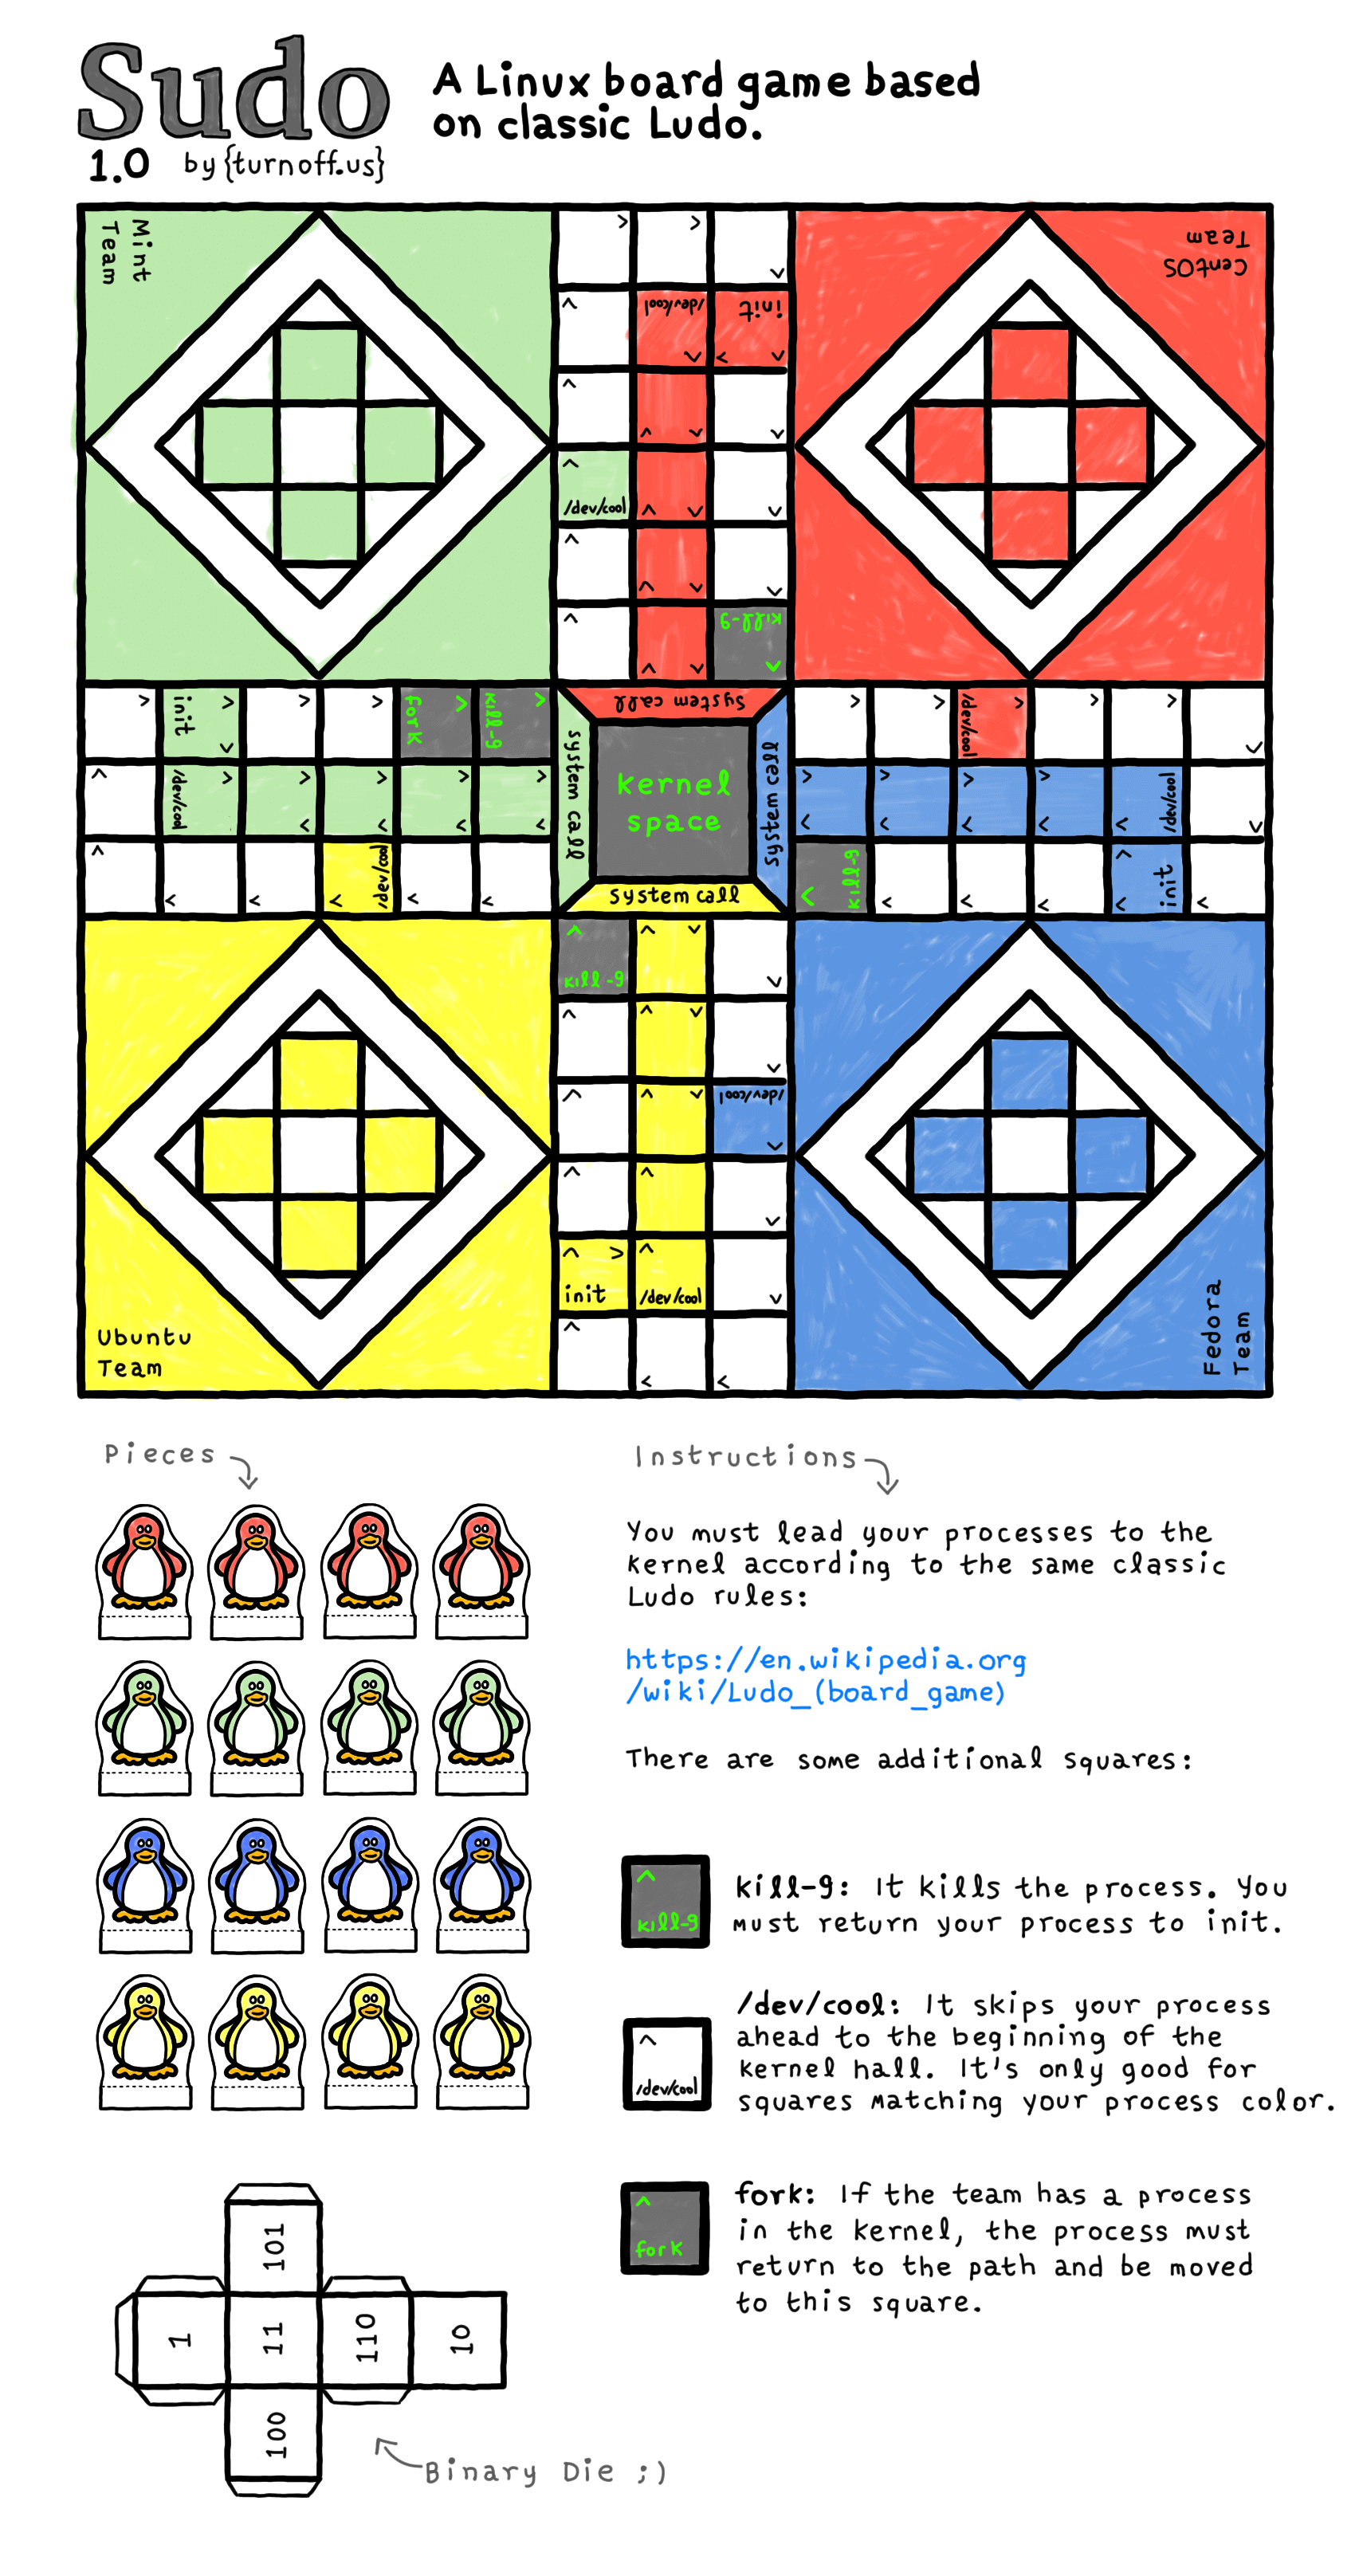 Sudo
1.0 by {turnoff.us}
A Linux board game based
on classic Ludo.
Mint
Team
CentOS
Team
/dev/cool
init
/dev/cool
kill-9
init
fork
kill-9
System call
/dev/cool
/dev/cool
system call
kernel
space
system call
/dev/cool
/dev/cool
kill-9
init
System call
kill-9
/dev/cool
init
/dev/cool
Ubuntu
Team
Fedora
Team
Pieces
Instructions
You must lead your processes to the
kernel according to the same classic
Ludo rules:
https://en.wikipedia.org
/wiki/Ludo_(board_game)
There are some additional squares:
kill-9
kill-9: It kills the process. You
must return your process to init.
/dev/cool
/dev/cool: It skips your process
ahead to the beginning of the
kernel hall. It's only good for
squares matching your process color.
fork
fork: If the team has a process
in the kernel, the process must
return to the path and be moved
to this square.
101
1
11
110
10
100
Binary Die ;)